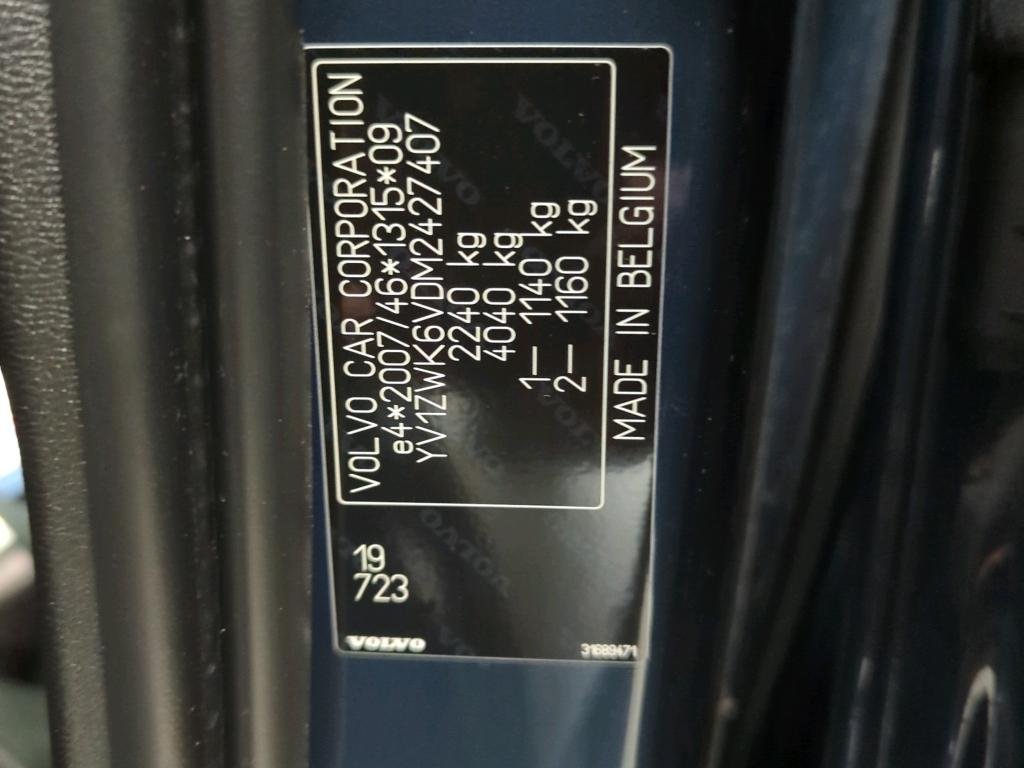 VOLVO CAR CORPORATION
e4*2007/46*1315*09
YV1ZWK6VDM2427407
2240 kg
4040 kg
1— 1140 kg
2— 1160 kg
MADE IN BELGIUM
19
723
VOLVO
31689471